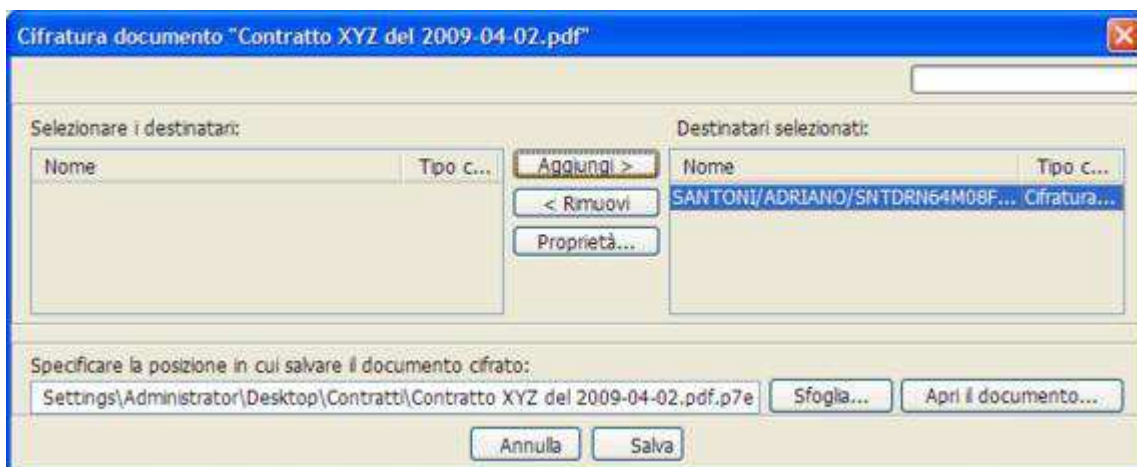 Cifratura documento "Contratto XYZ del 2009-04-02.pdf"
Selezionare i destinatari:
Destinatari selezionati:
Nome Tipo c...
Aggiungi >
Nome Tipo c...
< Rimuovi
SANTONI/ADRIANO/SNTDRN64M08F... Cifratura...
Proprietà...
Specificare la posizione in cui salvare il documento cifrato:
Settings\Administrator\Desktop\Contratti\Contratto XYZ del 2009-04-02.pdf.p7e Sfoglia... Apri il documento...
Annulla Salva